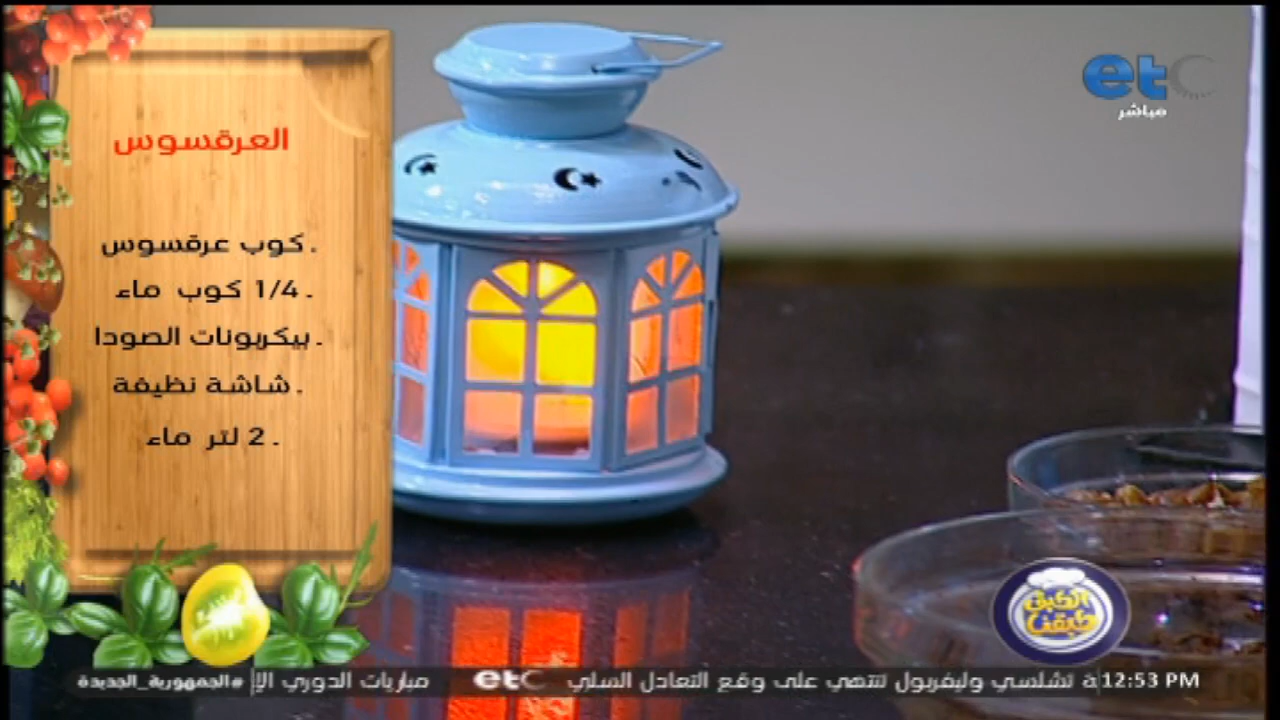 العرقسوس
. كوب عرقسوس
. 1/4 كوب ماء
. بيكربونات الصودا
. شاشة نظيفة
. 2 لتر ماء
etc
مباشر
12:53 PM
ة تشلسي وليفربول تنتهي على وقع التعادل السلبي etc مباريات الدوري الإ
#الجمهورية_الجديدة